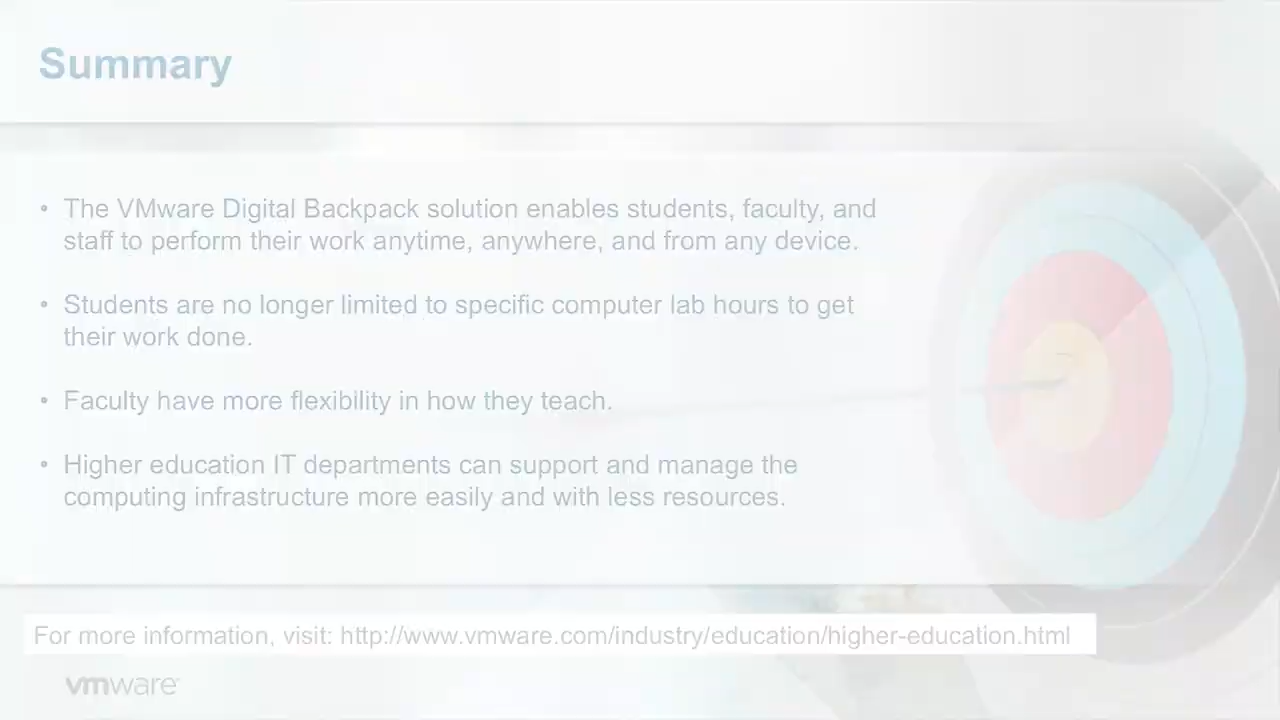 Summary
• The VMware Digital Backpack solution enables students, faculty, and
staff to perform their work anytime, anywhere, and from any device.
• Students are no longer limited to specific computer lab hours to get
their work done.
• Faculty have more flexibility in how they teach.
• Higher education IT departments can support and manage the
computing infrastructure more easily and with less resources.
For more information, visit: http://www.vmware.com/industry/education/higher-education.html
vmware